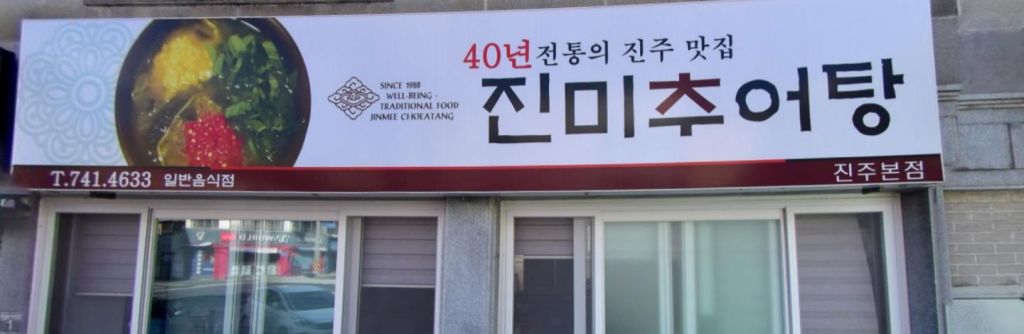 40년전통의 진주 맛집
SINCE 1980
WELL-BEING -
TRADITIONAL FOOD
JINMEE CHOEATANG
진미추어탕
T.741.4633 일반음식점
진주본점